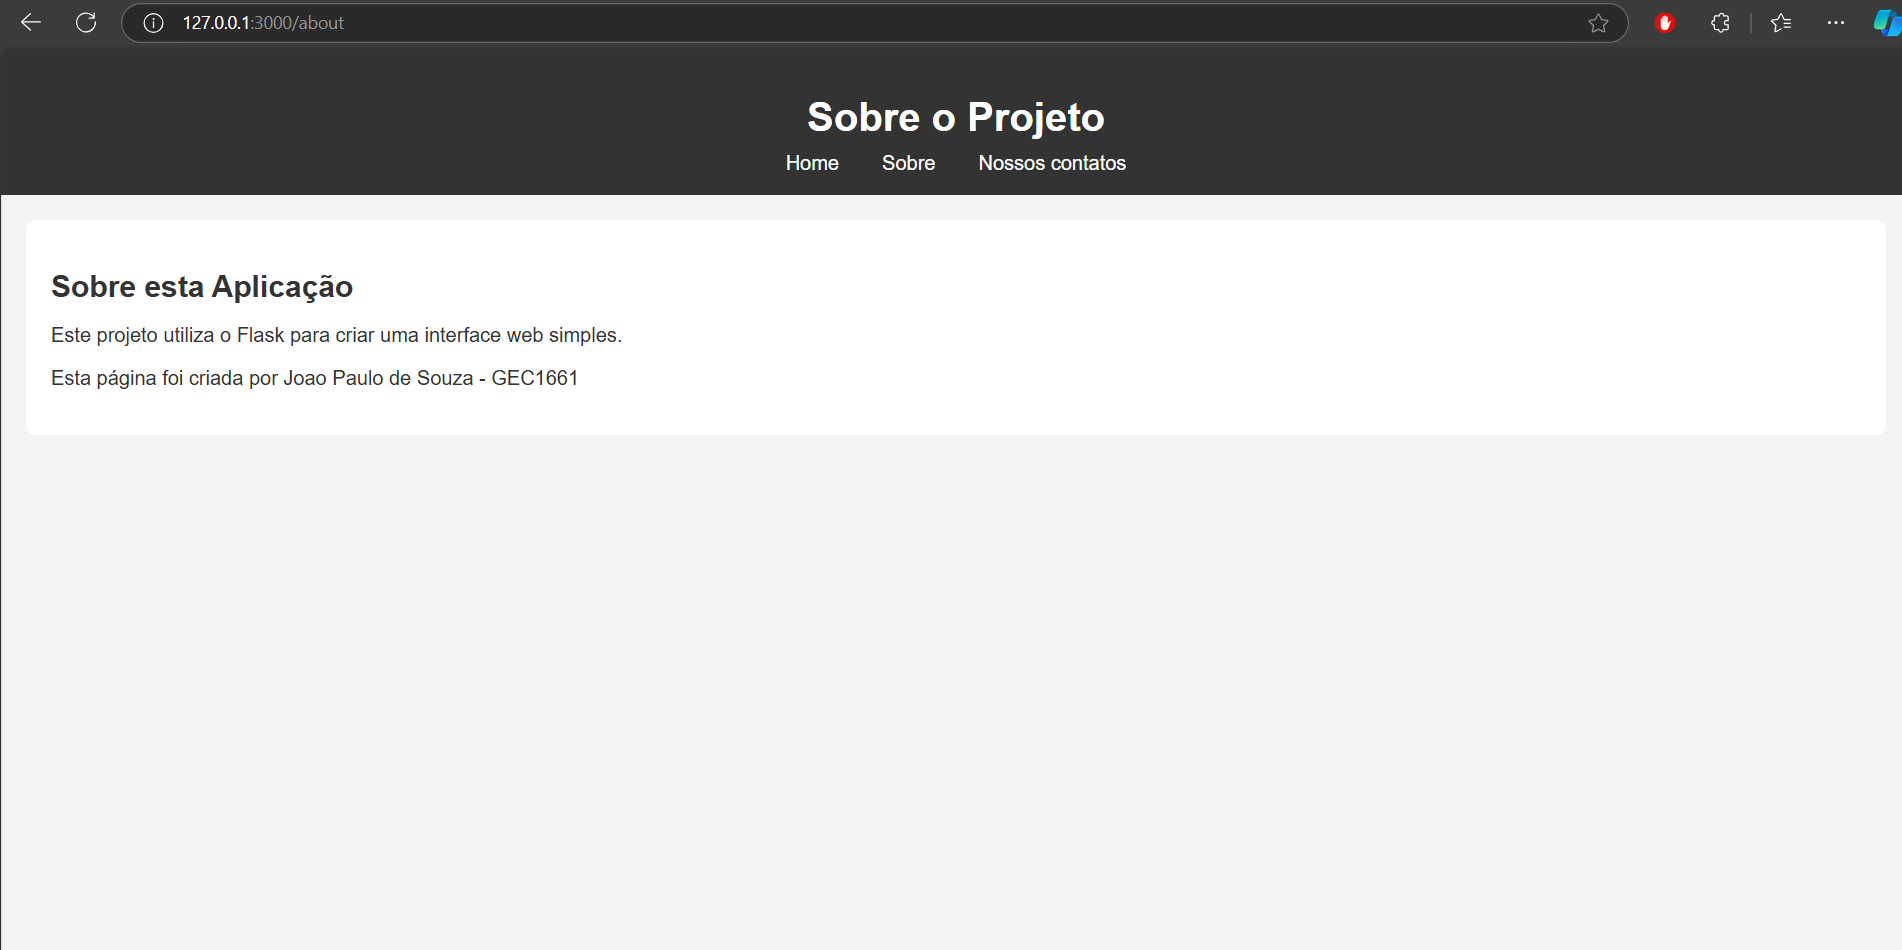 127.0.0.1:3000/about
Sobre o Projeto
Home Sobre Nossos contatos
Sobre esta Aplicação
Este projeto utiliza o Flask para criar uma interface web simples.
Esta página foi criada por Joao Paulo de Souza - GEC1661